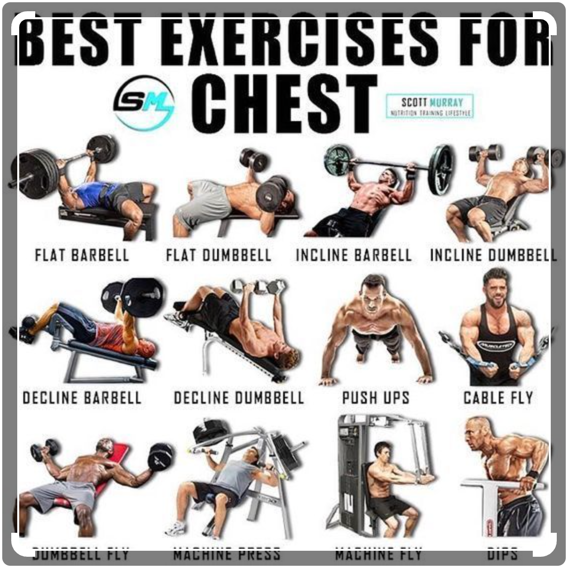 BEST EXERCISES FOR
CHEST
SM
SCOTT MURRAY
NUTRITION TRAINING LIFESTYLE
FLAT BARBELL
FLAT DUMBBELL
INCLINE BARBELL
INCLINE DUMBBELL
DECLINE BARBELL
DECLINE DUMBBELL
PUSH UPS
CABLE FLY
DUMBBELL FLY
MACHINE PRESS
MACHINE FLY
DIPS